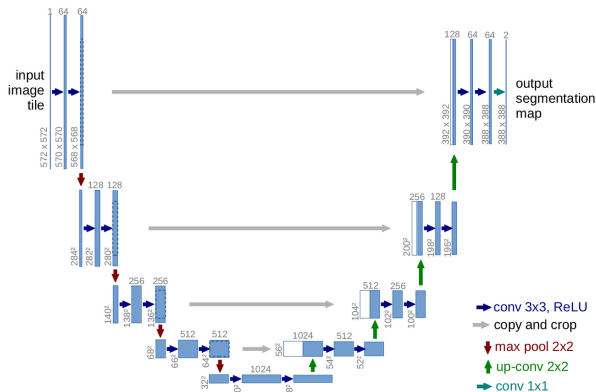 1 64 64
128 64 64 2
input
image
tile
output
segmentation
map
572 x 572
570 x 570
568 x 568
392 x 392
390 x 390
388 x 388
388 x 388
128 128
256 128
284²
282²
280²
200²
198²
196²
256 256
512 256
140²
138²
136²
104²
102²
100²
512 512
1024 512
68²
66²
64²
56²
54²
52²
1024
32²
conv 3x3, ReLU
copy and crop
max pool 2x2
up-conv 2x2
conv 1x1